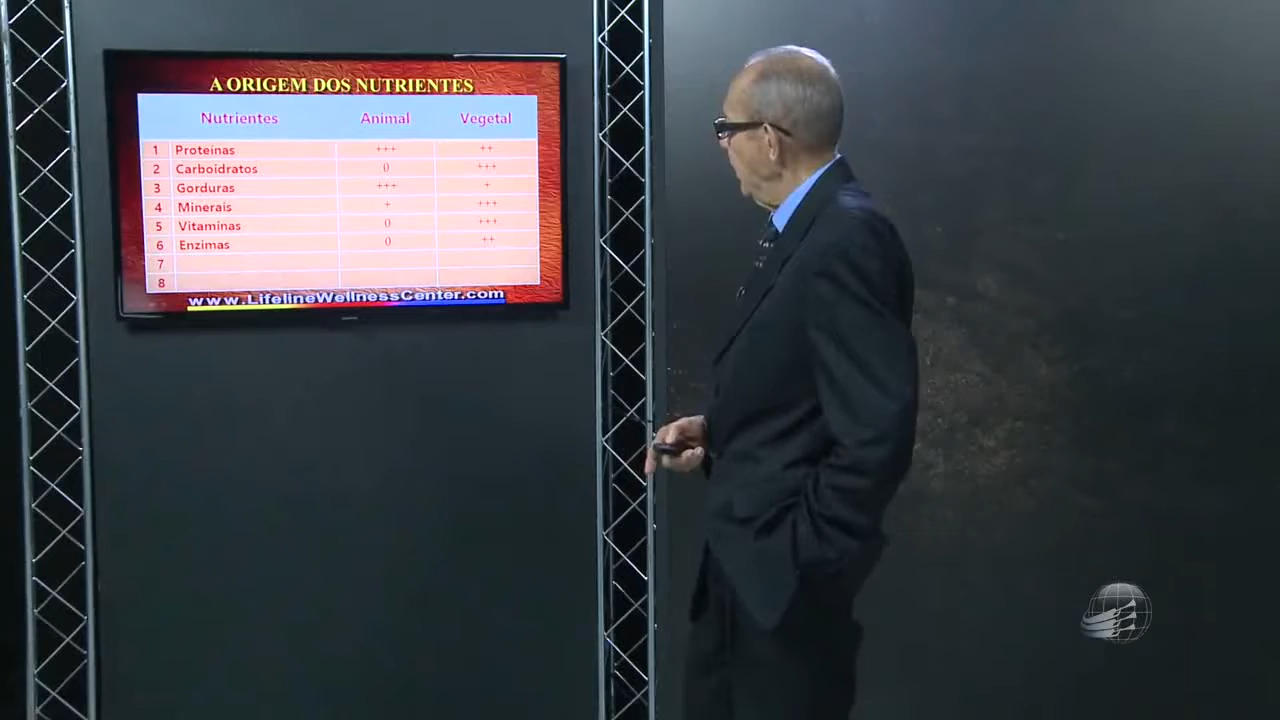 A ORIGEM DOS NUTRIENTES
Nutrientes Animal Vegetal
1 Proteínas +++ ++
2 Carboidratos 0 +++
3 Gorduras +++ +
4 Minerais + +++
5 Vitaminas 0 +++
6 Enzimas 0 ++
7
8
www.LifelineWellnessCenter.com